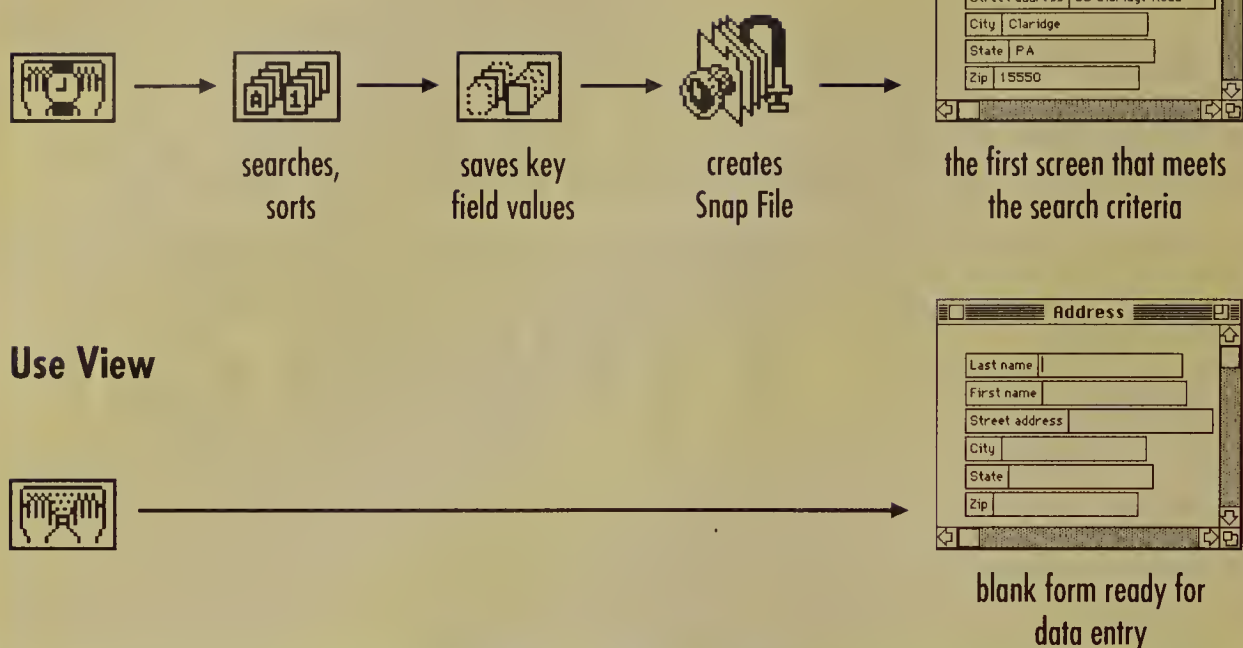 City Claridge
State PA
Zip 15550
A 1
searches,
sorts
saves key
field values
creates
Snap File
the first screen that meets
the search criteria
Use View
Address
Last name
First name
Street address
City
State
Zip
blank form ready for
data entry